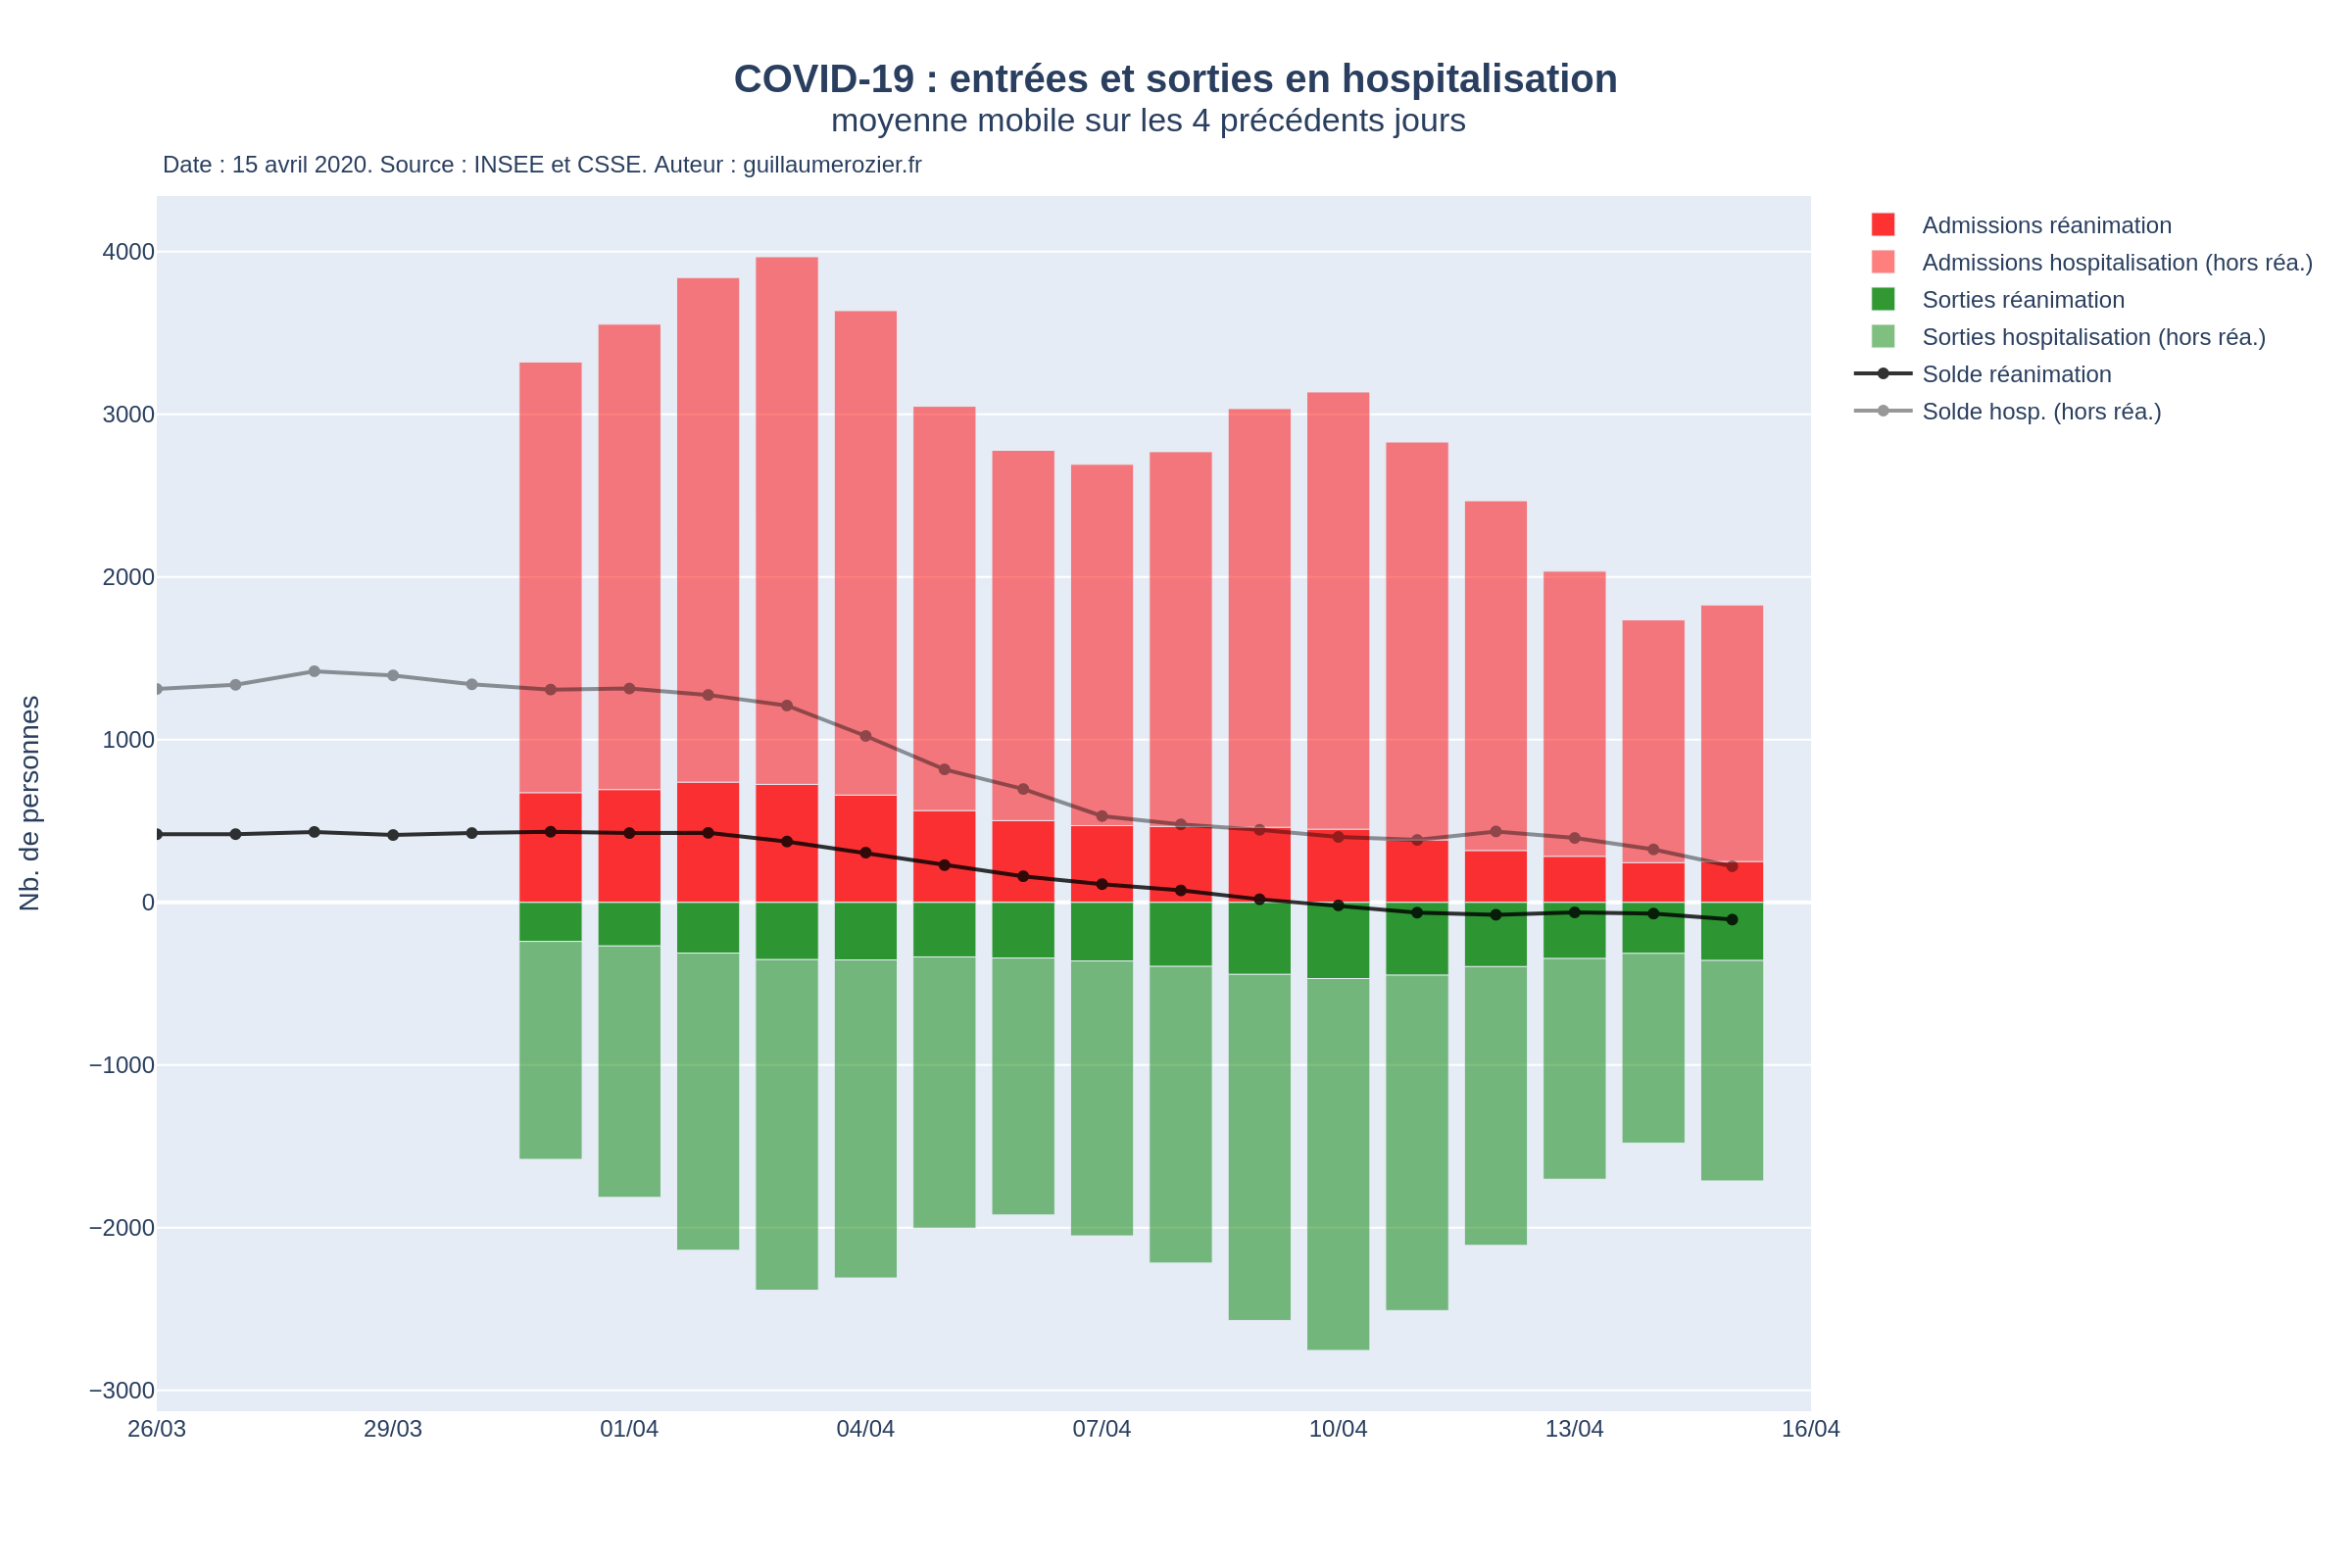 COVID-19 : entrées et sorties en hospitalisation
moyenne mobile sur les 4 précédents jours
Date : 15 avril 2020. Source : INSEE et CSSE. Auteur : guillaumerozier.fr
Admissions réanimation
Admissions hospitalisation (hors réa.)
Sorties réanimation
Sorties hospitalisation (hors réa.)
Solde réanimation
Solde hosp. (hors réa.)
Nb. de personnes
4000
3000
2000
1000
0
−1000
−2000
−3000
26/03 29/03 01/04 04/04 07/04 10/04 13/04 16/04